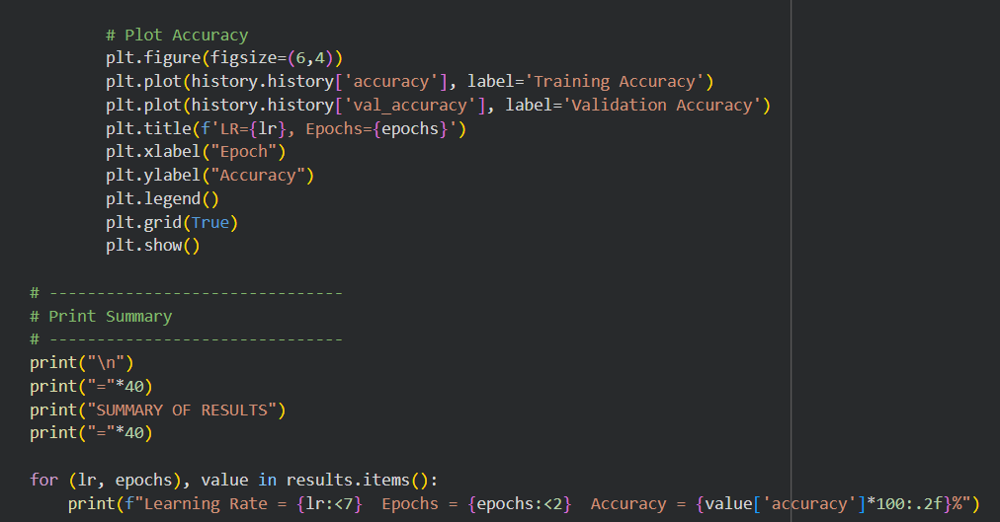 # Plot Accuracy
plt.figure(figsize=(6,4))
plt.plot(history.history['accuracy'], label='Training Accuracy')
plt.plot(history.history['val_accuracy'], label='Validation Accuracy')
plt.title(f'LR={lr}, Epochs={epochs}')
plt.xlabel("Epoch")
plt.ylabel("Accuracy")
plt.legend()
plt.grid(True)
plt.show()
# -------------------------------
# Print Summary
# -------------------------------
print("\n")
print("="*40)
print("SUMMARY OF RESULTS")
print("="*40)
for (lr, epochs), value in results.items():
print(f"Learning Rate = {lr:<7}  Epochs = {epochs:<2}  Accuracy = {value['accuracy']*100:.2f}%")